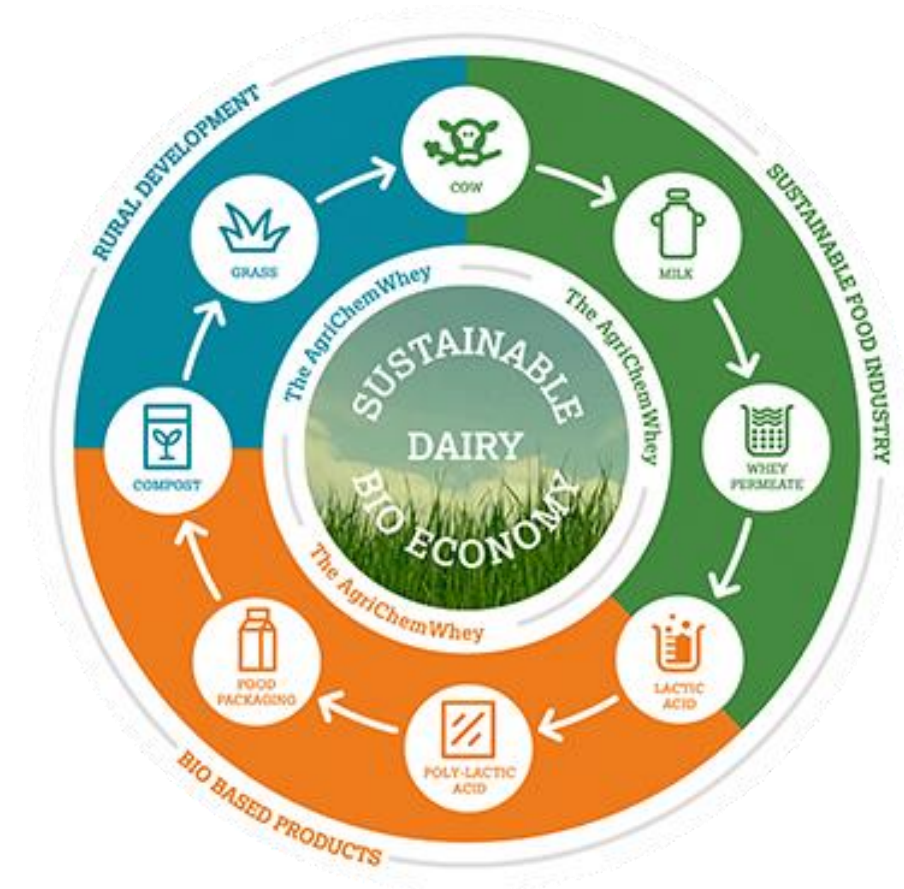 RURAL DEVELOPMENT
SUSTAINABLE FOOD INDUSTRY
BIO BASED PRODUCTS
COW
MILK
WHEY
PERMEATE
LACTIC
ACID
POLY-LACTIC
ACID
FOOD
PACKAGING
COMPOST
GRASS
The AgriChemWhey
The AgriChemWhey
The AgriChemWhey
SUSTAINABLE
DAIRY
BIO ECONOMY